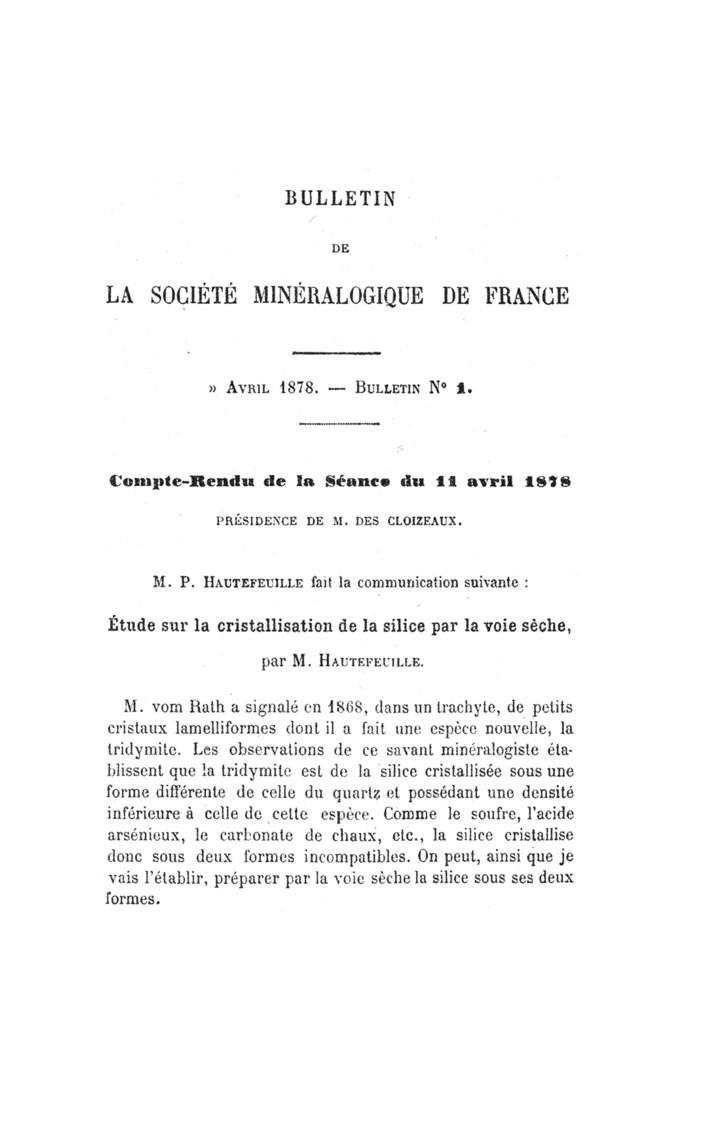 BULLETIN
DE
LA SOCIÉTÉ MINÉRALOGIQUE DE FRANCE
» AVRIL 1878. — BULLETIN Nº 1.
Compte-Rendu de la Séance du 11 avril 1878
PRÉSIDENCE DE M. DES CLOIZEAUX.
M. P. HAUTEFEUILLE fait la communication suivante :
Étude sur la cristallisation de la silice par la voie sèche,
par M. HAUTEFEUILLE.
M. vom Rath a signalé en 1868, dans un trachyte, de petits
cristaux lamelliformes dont il a fait une espèce nouvelle, la
tridymite. Les observations de ce savant minéralogiste éta-
blissent que la tridymite est de la silice cristallisée sous une
forme différente de celle du quartz et possédant une densité
inférieure à celle de cette espèce. Comme le soufre, l'acide
arsénieux, le carbonate de chaux, etc., la silice cristallise
donc sous deux formes incompatibles. On peut, ainsi que je
vais l'établir, préparer par la voie sèche la silice sous ses deux
formes.